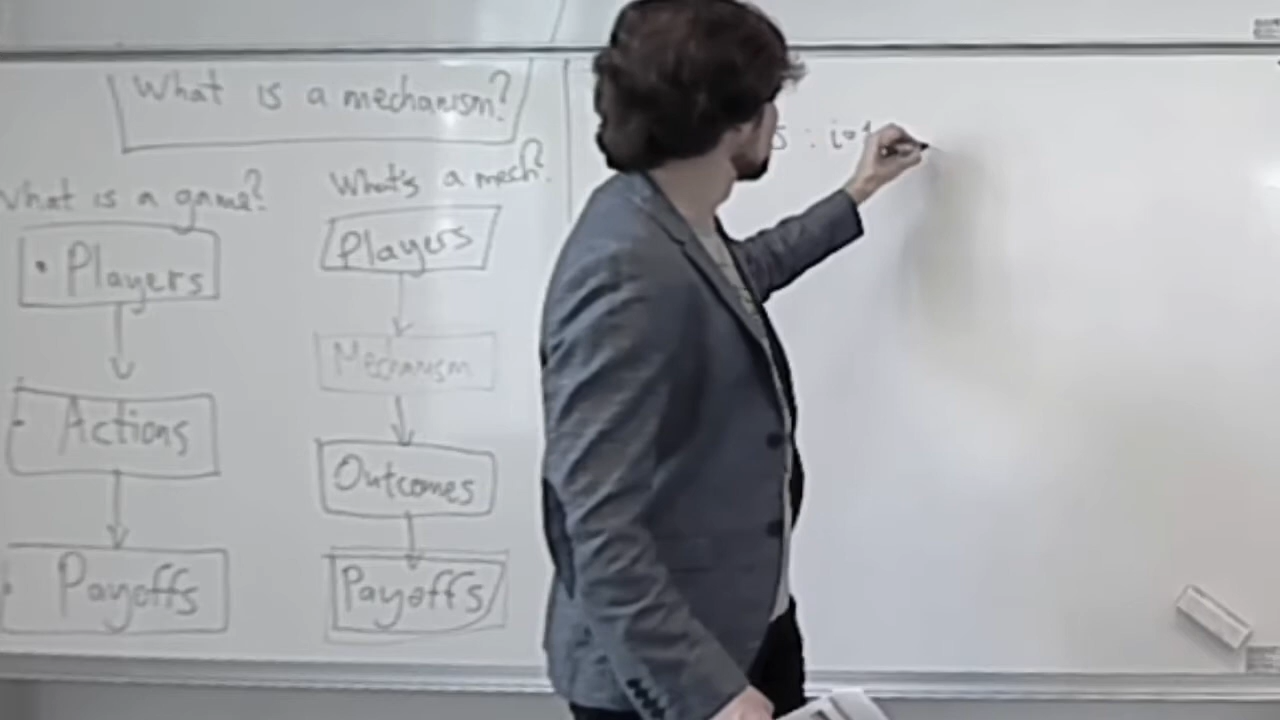 What is a mechanism?
What is a game?
• Players
- Actions
• Payoffs
What's a mech?
Players
Mechanism
Outcomes
Payoffs